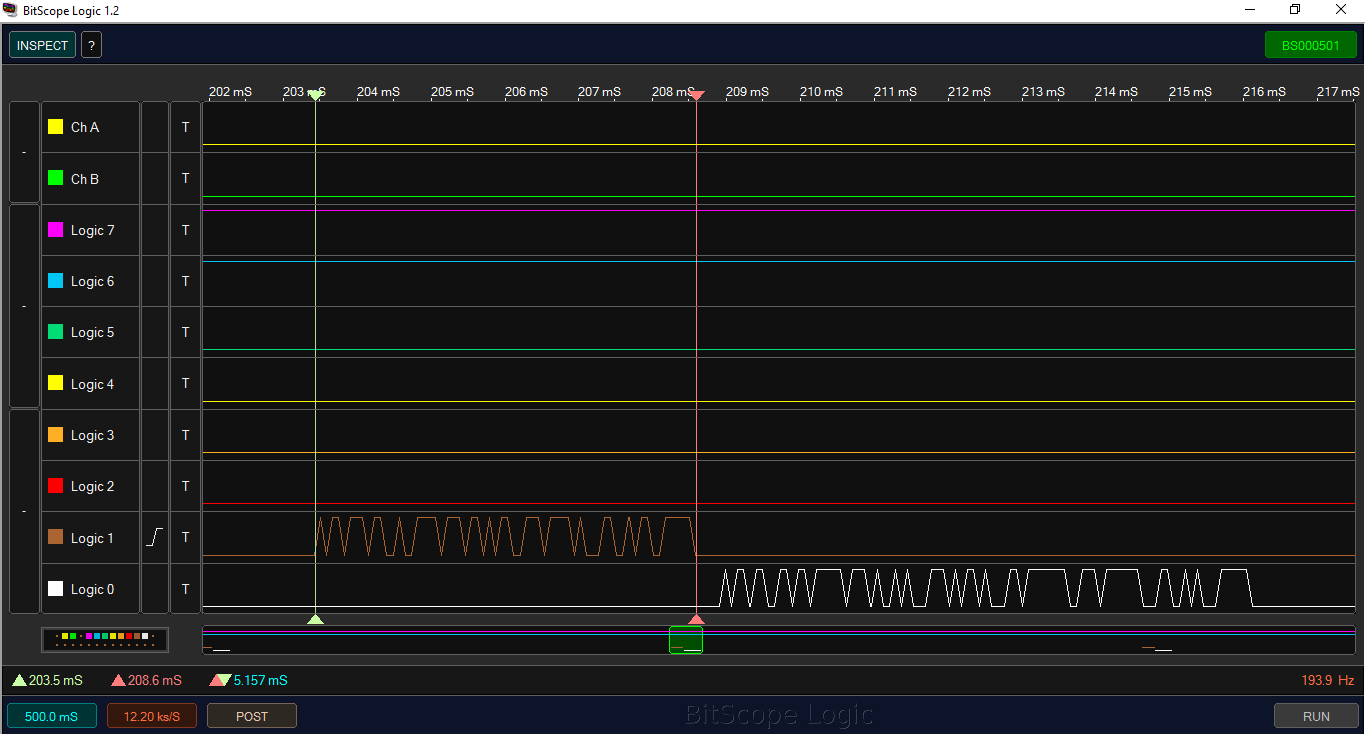 BitScope Logic 1.2
INSPECT ? BS000501
202 mS 203 mS 204 mS 205 mS 206 mS 207 mS 208 mS 209 mS 210 mS 211 mS 212 mS 213 mS 214 mS 215 mS 216 mS 217 mS
Ch A T
Ch B T
Logic 7 T
Logic 6 T
Logic 5 T
Logic 4 T
Logic 3 T
Logic 2 T
Logic 1 T
Logic 0 T
203.5 mS 208.6 mS 5.157 mS 193.9 Hz
500.0 mS 12.20 ks/S POST BitScope Logic RUN